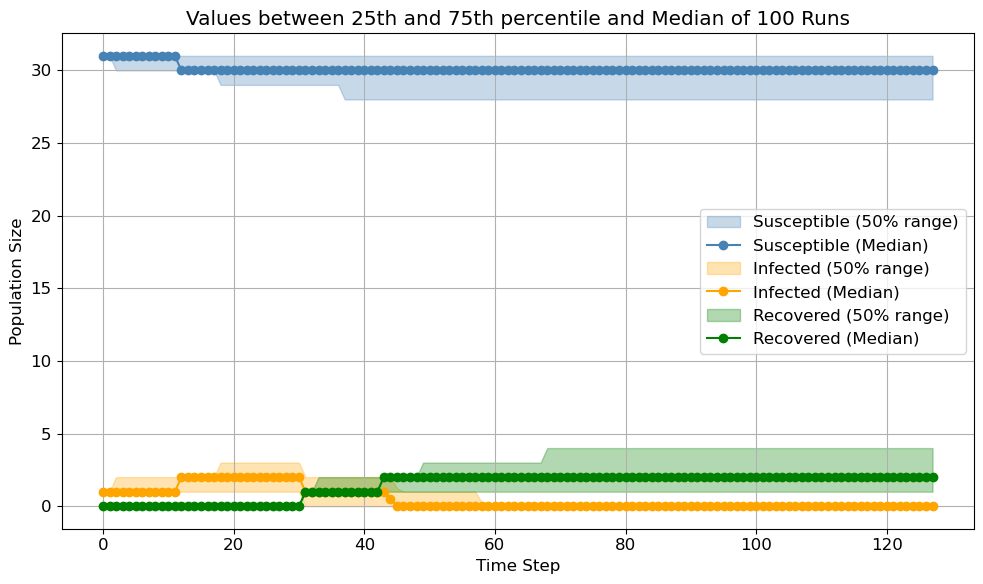 Values between 25th and 75th percentile and Median of 100 Runs
Population Size
30
25
20
15
10
5
0
Susceptible (50% range)
Susceptible (Median)
Infected (50% range)
Infected (Median)
Recovered (50% range)
Recovered (Median)
0 20 40 60 80 100 120
Time Step